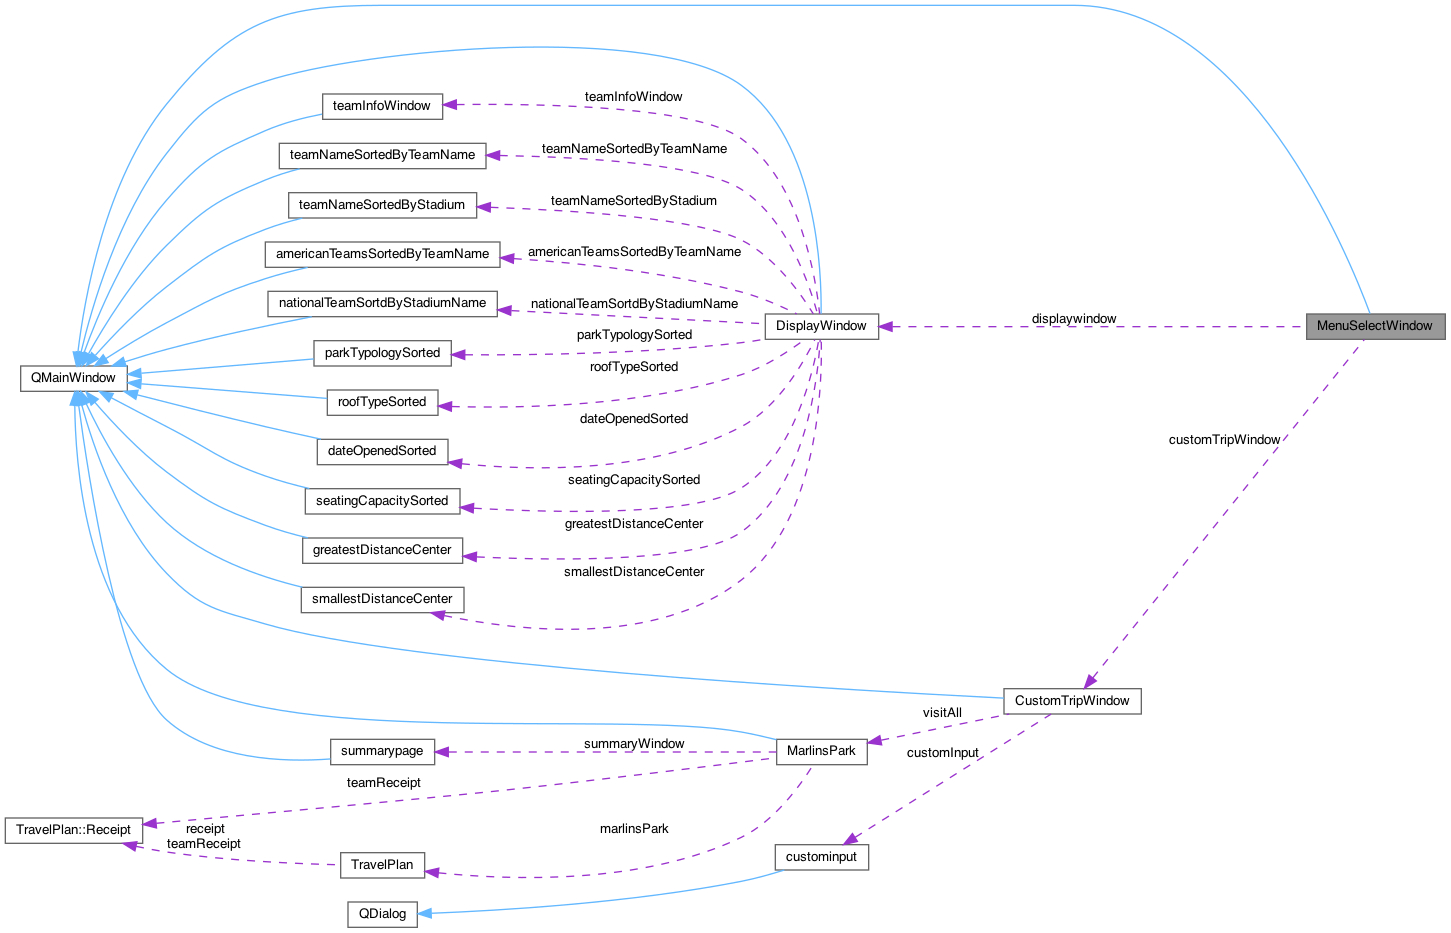 teamInfoWindow
teamInfoWindow
teamNameSortedByTeamName
teamNameSortedByTeamName
teamNameSortedByStadium
teamNameSortedByStadium
americanTeamsSortedByTeamName
americanTeamsSortedByTeamName
nationalTeamSortdByStadiumName
nationalTeamSortdByStadiumName
DisplayWindow
displaywindow
MenuSelectWindow
parkTypologySorted
parkTypologySorted
roofTypeSorted
QMainWindow
roofTypeSorted
dateOpenedSorted
customTripWindow
dateOpenedSorted
seatingCapacitySorted
seatingCapacitySorted
greatestDistanceCenter
greatestDistanceCenter
smallestDistanceCenter
smallestDistanceCenter
CustomTripWindow
visitAll
summarypage
summaryWindow
MarlinsPark
customInput
teamReceipt
TravelPlan::Receipt
receipt
teamReceipt
marlinsPark
custominput
TravelPlan
QDialog